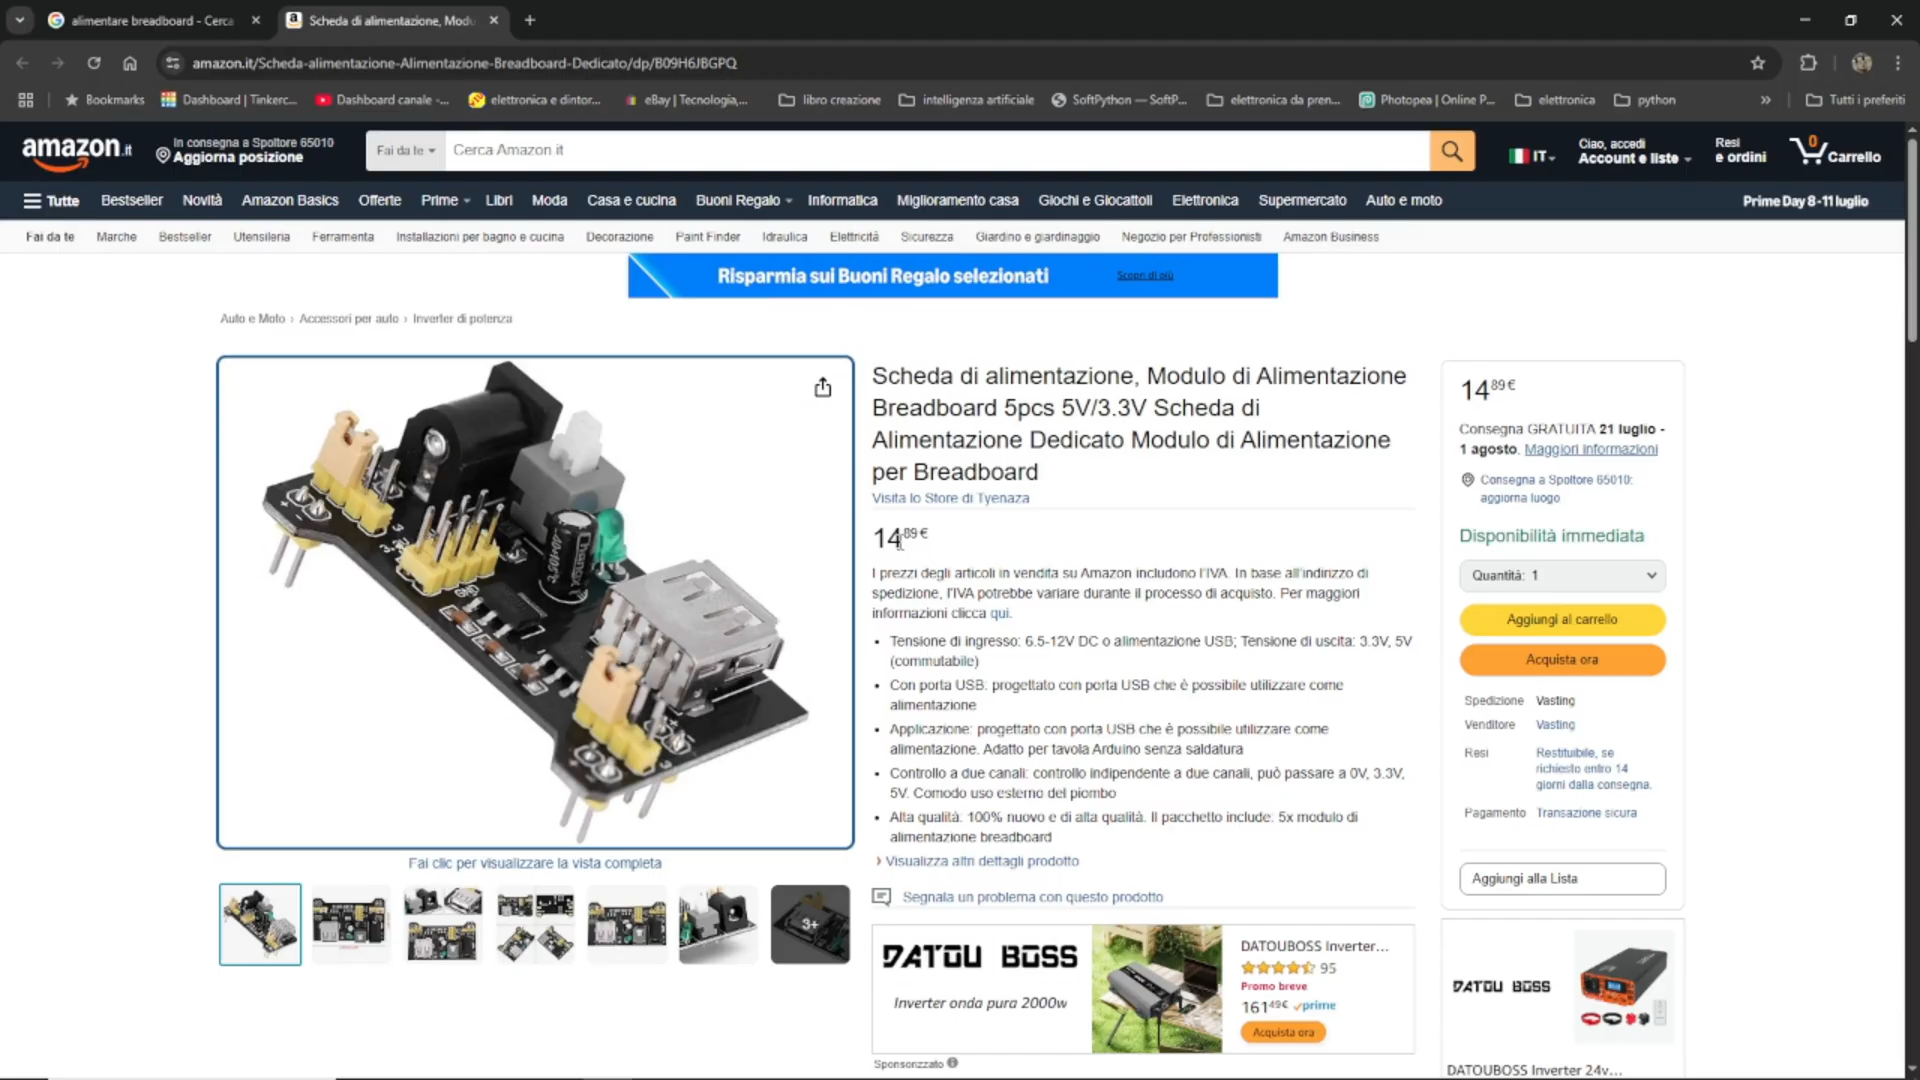 alimentare breadboard - Cerca
Scheda di alimentazione, Modu
amazon.it/Scheda-alimentazione-Alimentazione-Breadboard-Dedicato/dp/B09H6JBGPQ
Bookmarks
Dashboard | Tinkerc...
Dashboard canale -...
elettronica e dintor...
eBay | Tecnologia,...
libro creazione
intelligenza artificiale
SoftPython — SoftP...
elettronica da pren...
Photopea | Online P...
elettronica
python
»
Tutti i preferiti
amazon.it
In consegna a Spoltore 65010
Aggiorna posizione
Fai da te
Cerca Amazon it
IT
Ciao, accedi
Account e liste
Resi
e ordini
0
Carrello
Tutte
Bestseller
Novità
Amazon Basics
Offerte
Prime
Libri
Moda
Casa e cucina
Buoni Regalo
Informatica
Miglioramento casa
Giochi e Giocattoli
Elettronica
Supermercato
Auto e moto
Prime Day 8-11 luglio
Fai da te
Marche
Bestseller
Utensileria
Ferramenta
Installazioni per bagno e cucina
Decorazione
Paint Finder
Idraulica
Elettricità
Sicurezza
Giardino e giardinaggio
Negozio per Professionisti
Amazon Business
Risparmia sui Buoni Regalo selezionati
Scopri di più
Auto e Moto › Accessori per auto › Inverter di potenza
Scheda di alimentazione, Modulo di Alimentazione
Breadboard 5pcs 5V/3.3V Scheda di
Alimentazione Dedicato Modulo di Alimentazione
per Breadboard
Visita lo Store di Tyenaza
14,89€
I prezzi degli articoli in vendita su Amazon includono l'IVA. In base all'indirizzo di
spedizione, l'IVA potrebbe variare durante il processo di acquisto. Per maggiori
informazioni clicca qui.
• Tensione di ingresso: 6.5-12V DC o alimentazione USB; Tensione di uscita: 3.3V, 5V
(commutabile)
• Con porta USB: progettato con porta USB che è possibile utilizzare come
alimentazione
• Applicazione: progettato con porta USB che è possibile utilizzare come
alimentazione. Adatto per tavola Arduino senza saldatura
• Controllo a due canali: controllo indipendente a due canali, può passare a 0V, 3.3V,
5V. Comodo uso esterno del piombo
• Alta qualità: 100% nuovo e di alta qualità. Il pacchetto include: 5x modulo di
alimentazione breadboard
› Visualizza altri dettagli prodotto
Segnala un problema con questo prodotto
Fai clic per visualizzare la vista completa
3+
DATOU BOSS
Inverter onda pura 2000w
DATOUBOSS Inverter...
95
Promo breve
161,49€ prime
Acquista ora
Sponsorizzato
14 89€
Consegna GRATUITA 21 luglio -
1 agosto. Maggiori informazioni
Consegna a Spoltore 65010:
aggiorna luogo
Disponibilità immediata
Quantità: 1
Aggiungi al carrello
Acquista ora
Spedizione Vasting
Venditore Vasting
Resi Restituibile, se
richiesto entro 14
giorni dalla consegna.
Pagamento Transazione sicura
Aggiungi alla Lista
DATOU BOSS
DATOUBOSS Inverter 24v...